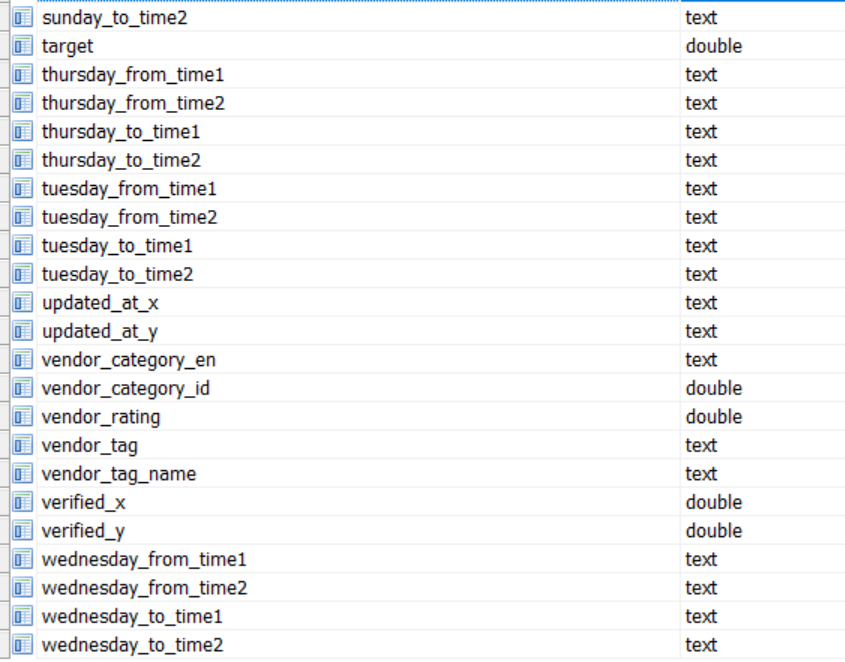 sunday_to_time2 text
target double
thursday_from_time1 text
thursday_from_time2 text
thursday_to_time1 text
thursday_to_time2 text
tuesday_from_time1 text
tuesday_from_time2 text
tuesday_to_time1 text
tuesday_to_time2 text
updated_at_x text
updated_at_y text
vendor_category_en text
vendor_category_id double
vendor_rating double
vendor_tag text
vendor_tag_name text
verified_x double
verified_y double
wednesday_from_time1 text
wednesday_from_time2 text
wednesday_to_time1 text
wednesday_to_time2 text